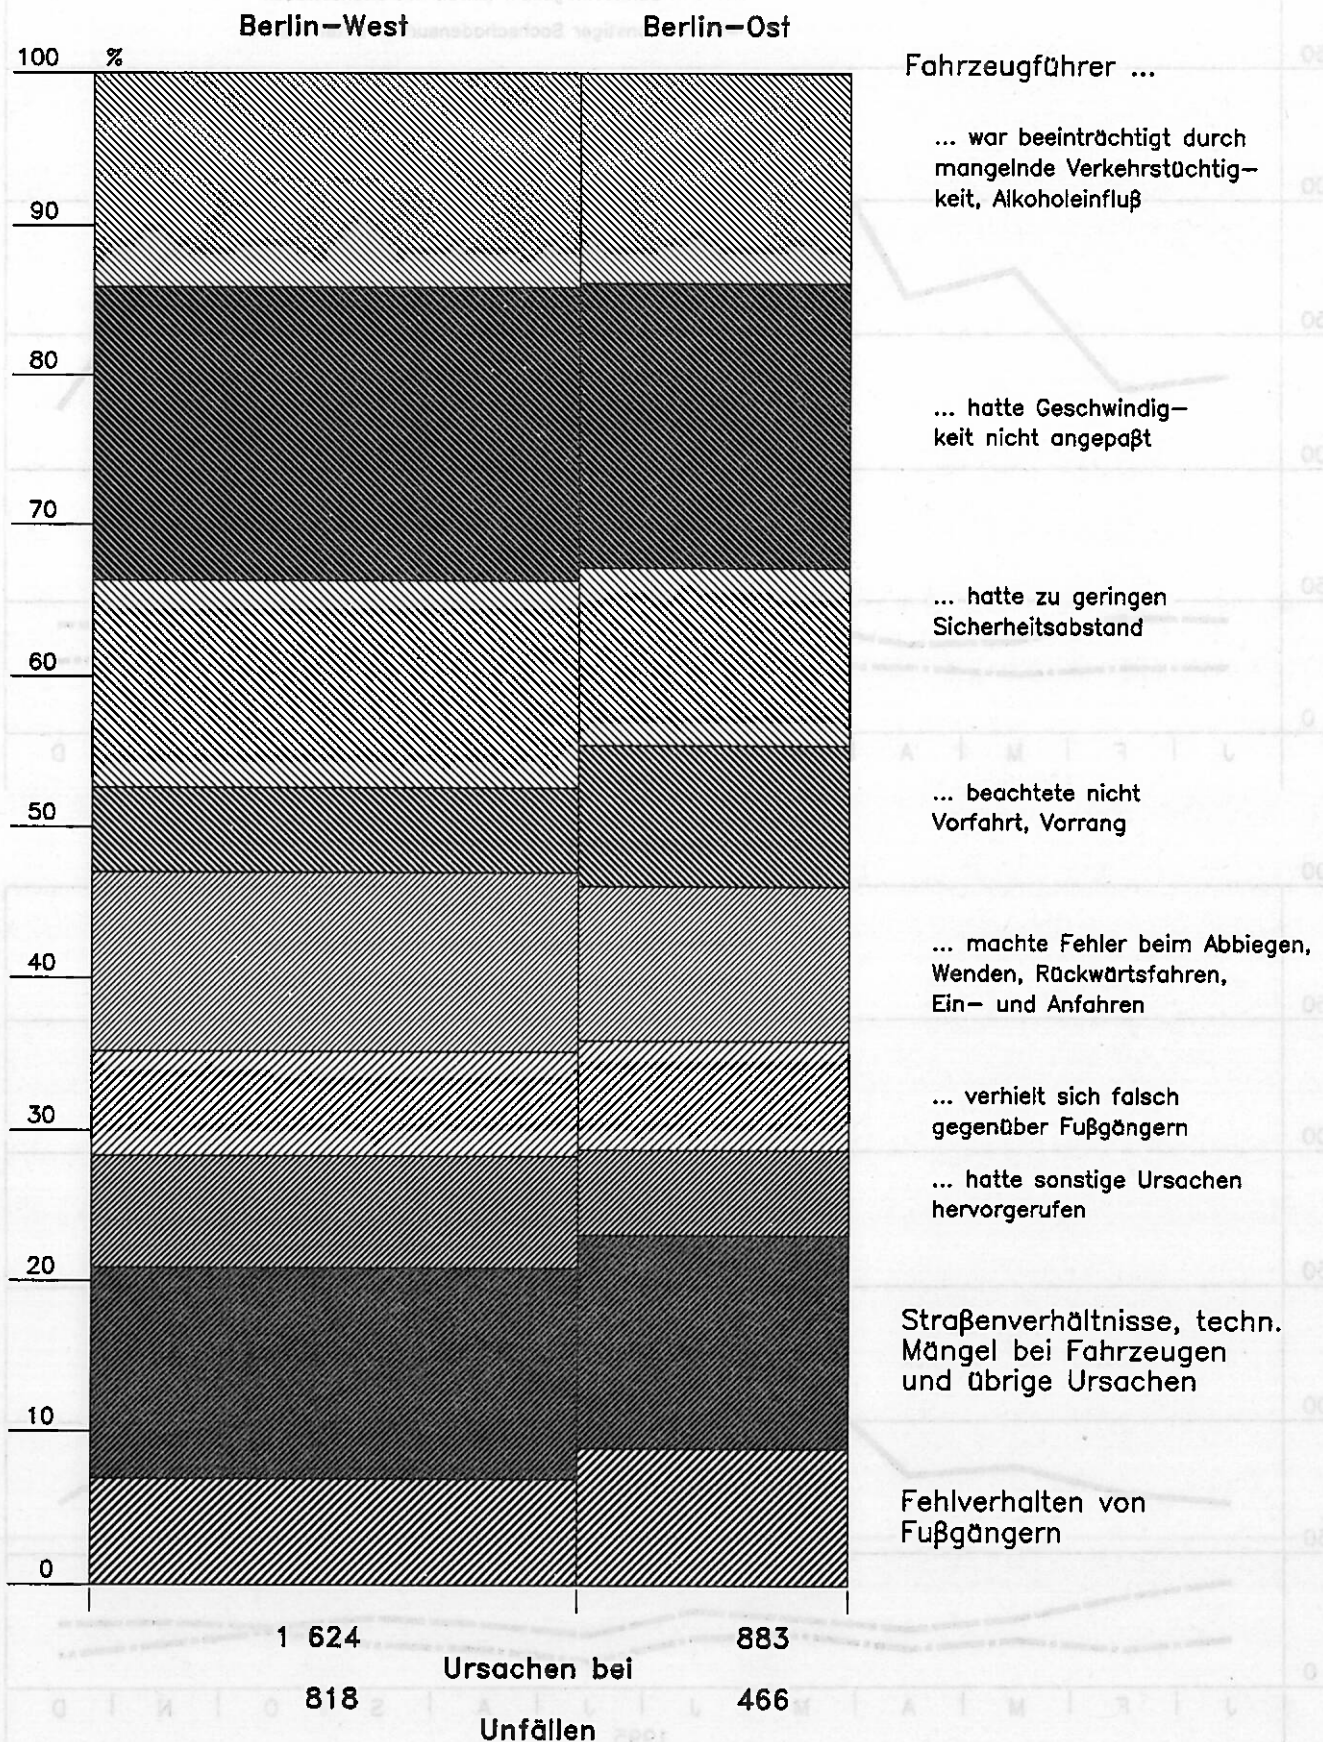 Berlin-West Berlin-Ost
100 %
90
80
70
60
50
40
30
20
10
0
Fahrzeugführer ...
... war beeinträchtigt durch
mangelnde Verkehrstüchtig-
keit, Alkoholeinfluß
... hatte Geschwindig-
keit nicht angepaßt
... hatte zu geringen
Sicherheitsabstand
... beachtete nicht
Vorfahrt, Vorrang
... machte Fehler beim Abbiegen,
Wenden, Rückwärtsfahren,
Ein- und Anfahren
... verhielt sich falsch
gegenüber Fußgängern
... hatte sonstige Ursachen
hervorgerufen
Straßenverhältnisse, techn.
Mängel bei Fahrzeugen
und übrige Ursachen
Fehlverhalten von
Fußgängern
1 624 883
Ursachen bei
818 466
Unfällen